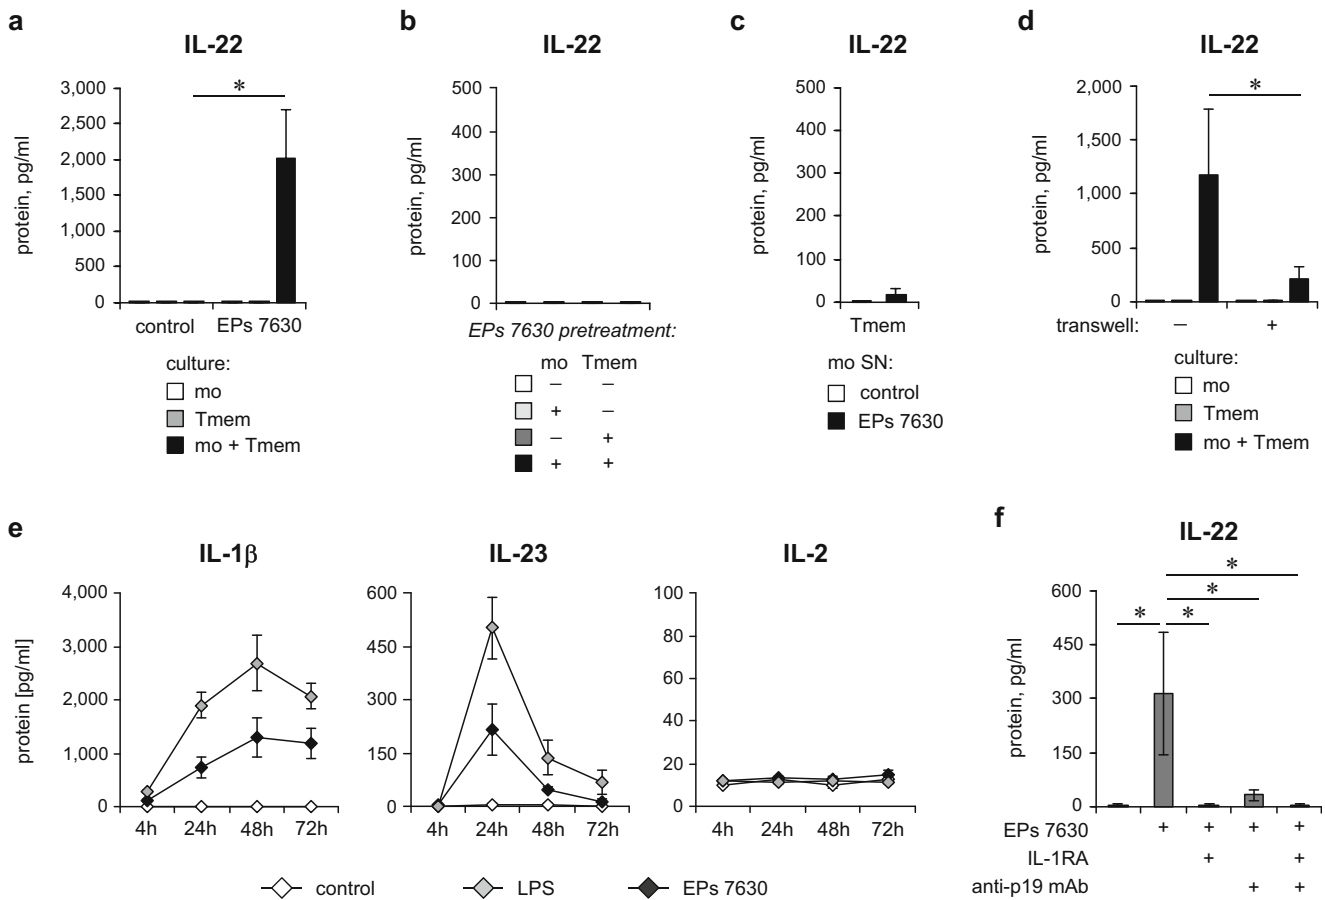 a
IL-22
protein, pg/ml
3,000
2,500
2,000
1,500
1,000
500
0
*
control EPs 7630
culture:
mo
Tmem
mo + Tmem
b
IL-22
protein, pg/ml
500
400
300
200
100
0
EPs 7630 pretreatment:
mo Tmem
– –
+ –
– +
+ +
c
IL-22
protein, pg/ml
500
400
300
200
100
0
Tmem
mo SN:
control
EPs 7630
d
IL-22
protein, pg/ml
2,000
1,500
1,000
500
0
*
transwell: – +
culture:
mo
Tmem
mo + Tmem
e
IL-1β
protein [pg/ml]
4,000
3,000
2,000
1,000
0
4h 24h 48h 72h
IL-23
600
450
300
150
0
4h 24h 48h 72h
IL-2
100
80
60
40
20
0
4h 24h 48h 72h
control LPS EPs 7630
f
IL-22
protein, pg/ml
600
450
300
150
0
*
*
* *
EPs 7630 + + + +
IL-1RA + +
anti-p19 mAb + +